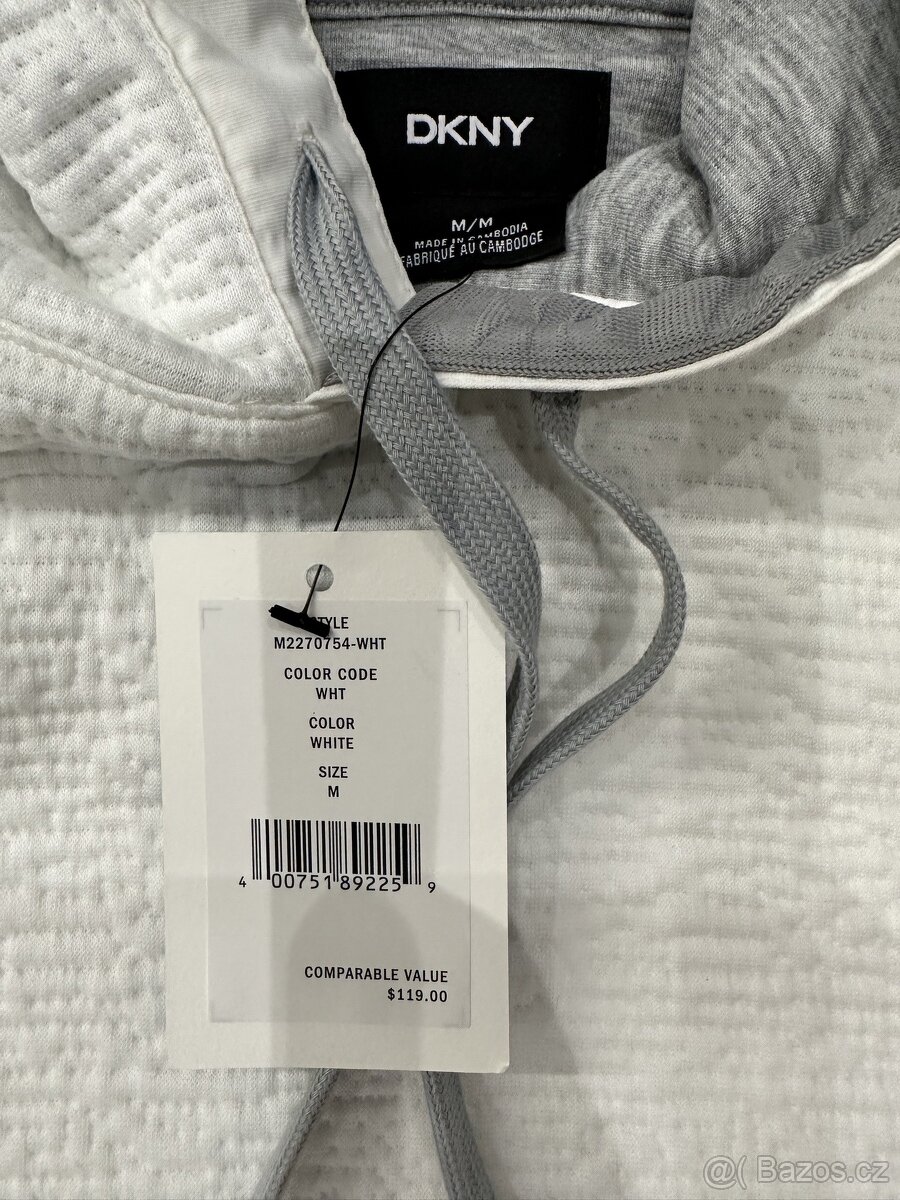 DKNY
M/M
MADE IN CAMBODIA
FABRIQUÉ AU CAMBODGE
STYLE
M2270754-WHT
COLOR CODE
WHT
COLOR
WHITE
SIZE
M
4 00751 89225 9
COMPARABLE VALUE
$119.00
@( Bazos.cz